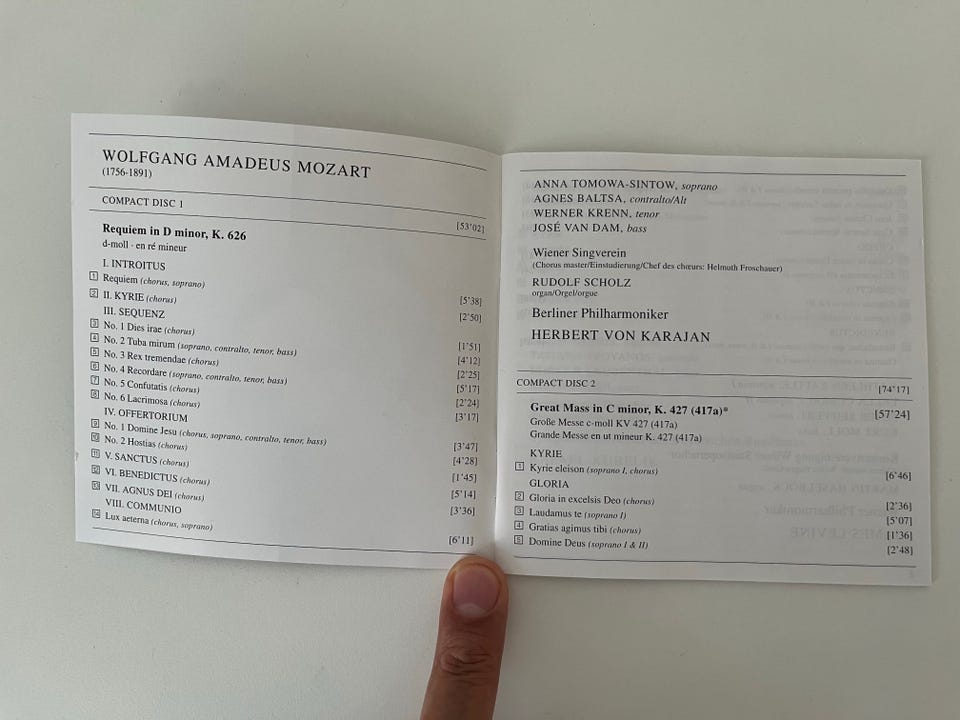 WOLFGANG AMADEUS MOZART
(1756-1891)
COMPACT DISC 1 [53'02]
Requiem in D minor, K. 626
d-moll · en ré mineur
I. INTROITUS
1 Requiem (chorus, soprano) [5'38]
2 II. KYRIE (chorus) [2'50]
III. SEQUENZ
3 No. 1 Dies irae (chorus) [1'51]
4 No. 2 Tuba mirum (soprano, contralto, tenor, bass) [4'12]
5 No. 3 Rex tremendae (chorus) [2'25]
6 No. 4 Recordare (soprano, contralto, tenor, bass) [5'17]
7 No. 5 Confutatis (chorus) [2'24]
8 No. 6 Lacrimosa (chorus) [3'17]
IV. OFFERTORIUM
9 No. 1 Domine Jesu (chorus, soprano, contralto, tenor, bass) [3'47]
10 No. 2 Hostias (chorus) [4'28]
11 V. SANCTUS (chorus) [1'45]
12 VI. BENEDICTUS (chorus) [5'14]
13 VII. AGNUS DEI (chorus) [3'36]
VIII. COMMUNIO
14 Lux aeterna (chorus, soprano) [6'11]
ANNA TOMOWA-SINTOW, soprano
AGNES BALTSA, contralto/Alt
WERNER KRENN, tenor
JOSÉ VAN DAM, bass
Wiener Singverein
(Chorus master/Einstudierung/Chef des chœurs: Helmuth Froschauer)
RUDOLF SCHOLZ
organ/Orgel/orgue
Berliner Philharmoniker
HERBERT VON KARAJAN
COMPACT DISC 2 [74'17]
Great Mass in C minor, K. 427 (417a)* [57'24]
Große Messe c-moll KV 427 (417a)
Grande Messe en ut mineur K. 427 (417a)
KYRIE
1 Kyrie eleison (soprano I, chorus) [6'46]
GLORIA
2 Gloria in excelsis Deo (chorus) [2'36]
3 Laudamus te (soprano I) [5'07]
4 Gratias agimus tibi (chorus) [1'36]
5 Domine Deus (soprano I & II) [2'48]